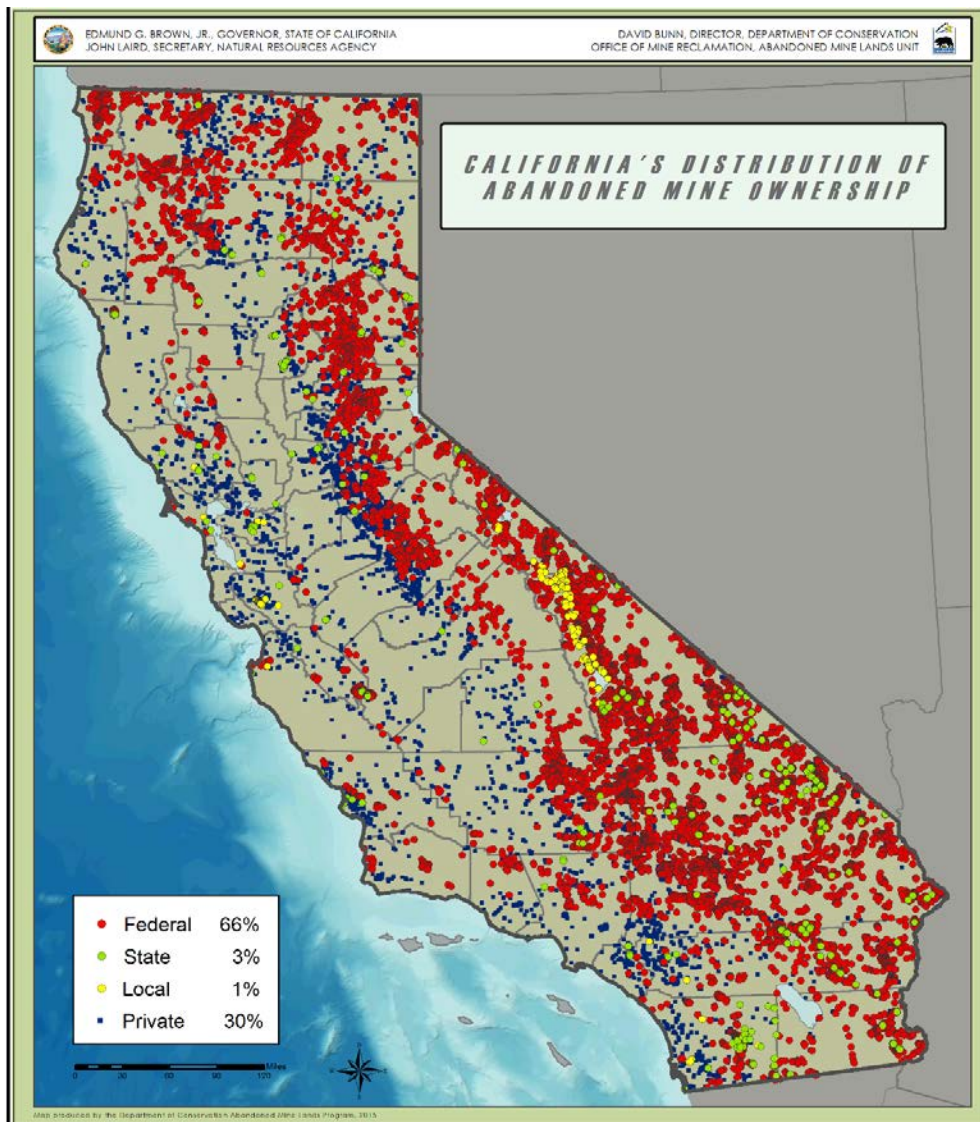 EDMUND G. BROWN, JR., GOVERNOR, STATE OF CALIFORNIA
JOHN LAIRD, SECRETARY, NATURAL RESOURCES AGENCY
DAVID BUNN, DIRECTOR, DEPARTMENT OF CONSERVATION
OFFICE OF MINE RECLAMATION, ABANDONED MINE LANDS UNIT
CALIFORNIA'S DISTRIBUTION OF
ABANDONED MINE OWNERSHIP
Federal 66%
State 3%
Local 1%
Private 30%
Miles
0 30 60 120
Map produced by the Department of Conservation Abandoned Mine Lands Program, 2015